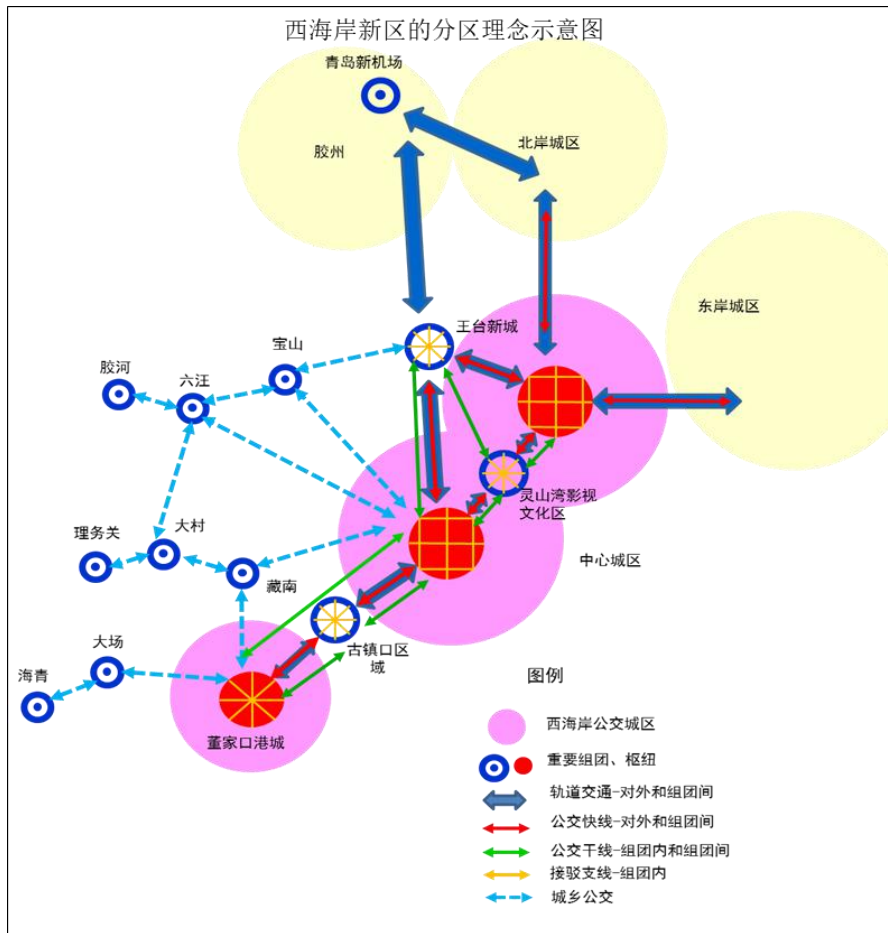 西海岸新区的分区理念示意图
青岛新机场
胶州
北岸城区
东岸城区
王台新城
宝山
胶河
六汪
灵山湾影视
文化区
理务关
大村
藏南
中心城区
古镇口区
域
大场
海青
董家口港城
图例
西海岸公交城区
重要组团、枢纽
轨道交通-对外和组团间
公交快线-对外和组团间
公交干线-组团内和组团间
接驳支线-组团内
城乡公交